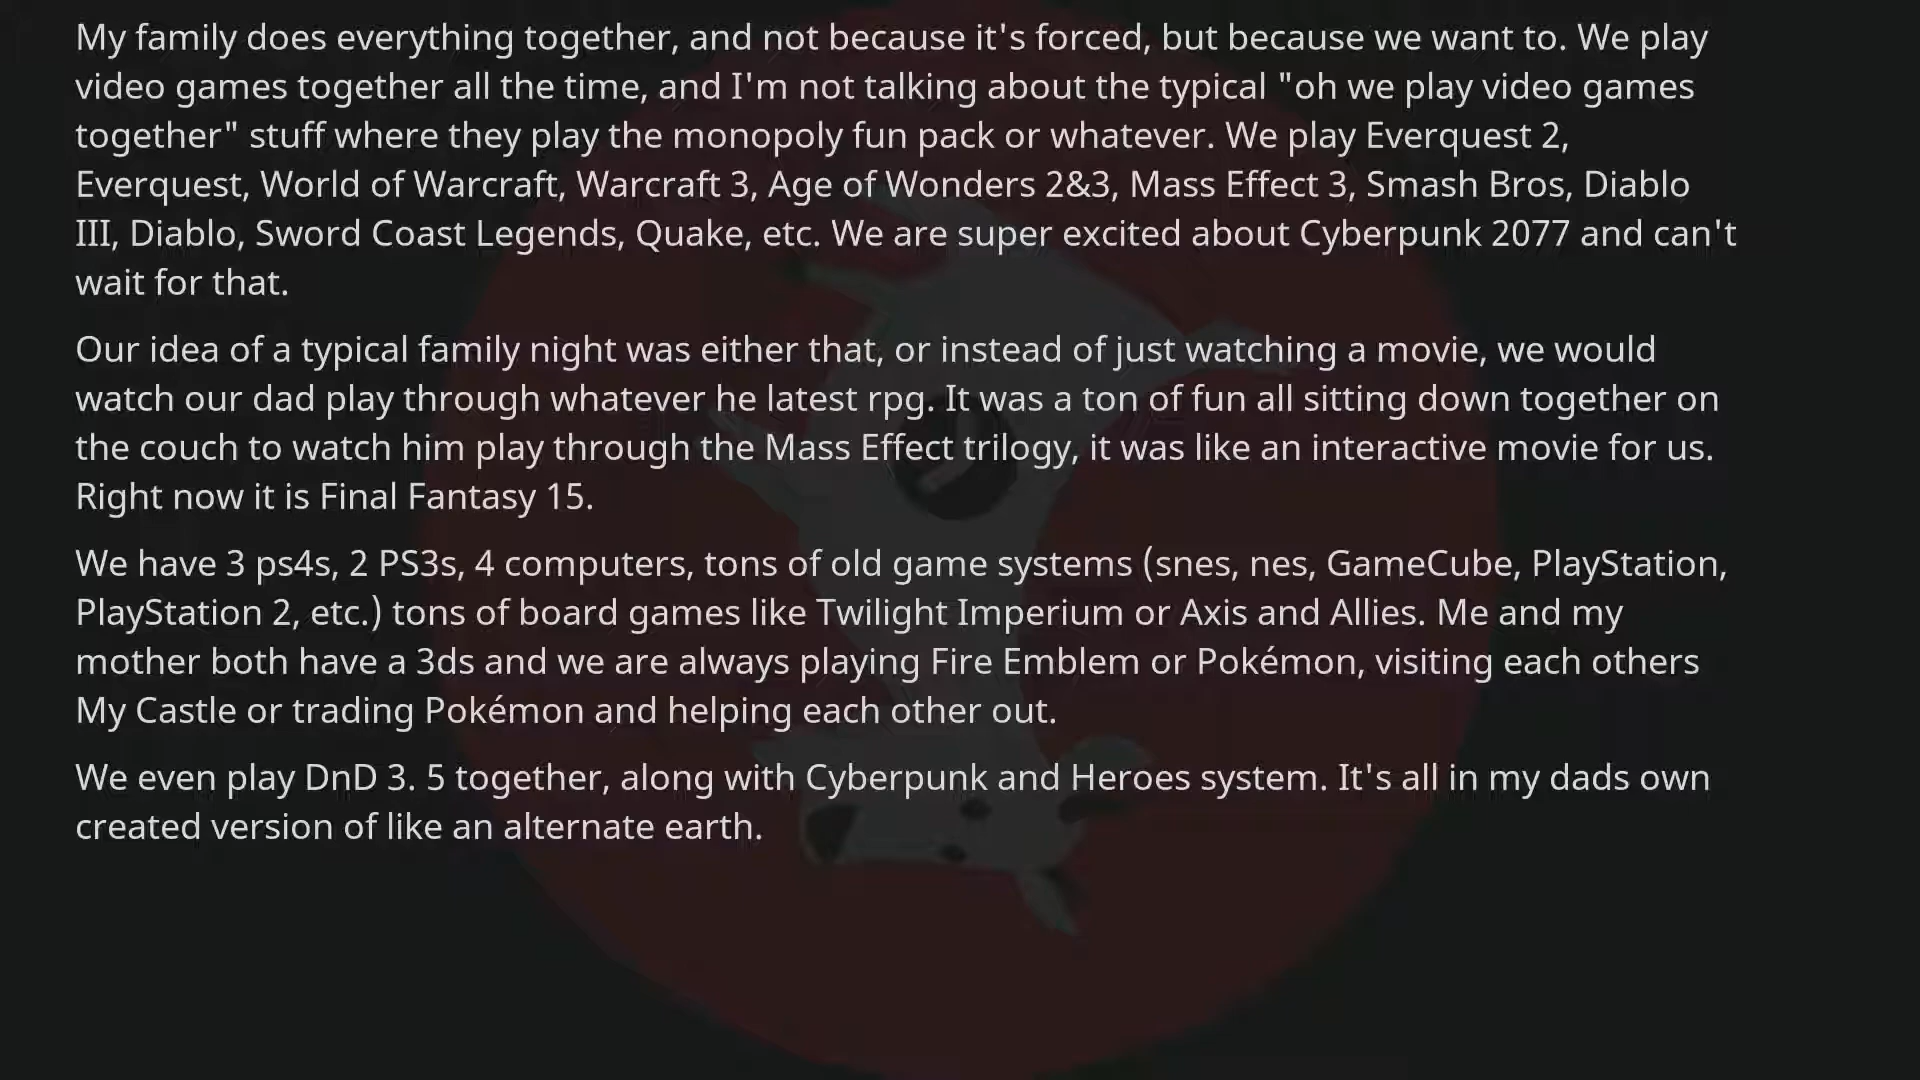 My family does everything together, and not because it's forced, but because we want to. We play
video games together all the time, and I'm not talking about the typical "oh we play video games
together" stuff where they play the monopoly fun pack or whatever. We play Everquest 2,
Everquest, World of Warcraft, Warcraft 3, Age of Wonders 2&3, Mass Effect 3, Smash Bros, Diablo
III, Diablo, Sword Coast Legends, Quake, etc. We are super excited about Cyberpunk 2077 and can't
wait for that.
Our idea of a typical family night was either that, or instead of just watching a movie, we would
watch our dad play through whatever he latest rpg. It was a ton of fun all sitting down together on
the couch to watch him play through the Mass Effect trilogy, it was like an interactive movie for us.
Right now it is Final Fantasy 15.
We have 3 ps4s, 2 PS3s, 4 computers, tons of old game systems (snes, nes, GameCube, PlayStation,
PlayStation 2, etc.) tons of board games like Twilight Imperium or Axis and Allies. Me and my
mother both have a 3ds and we are always playing Fire Emblem or Pokémon, visiting each others
My Castle or trading Pokémon and helping each other out.
We even play DnD 3. 5 together, along with Cyberpunk and Heroes system. It's all in my dads own
created version of like an alternate earth.